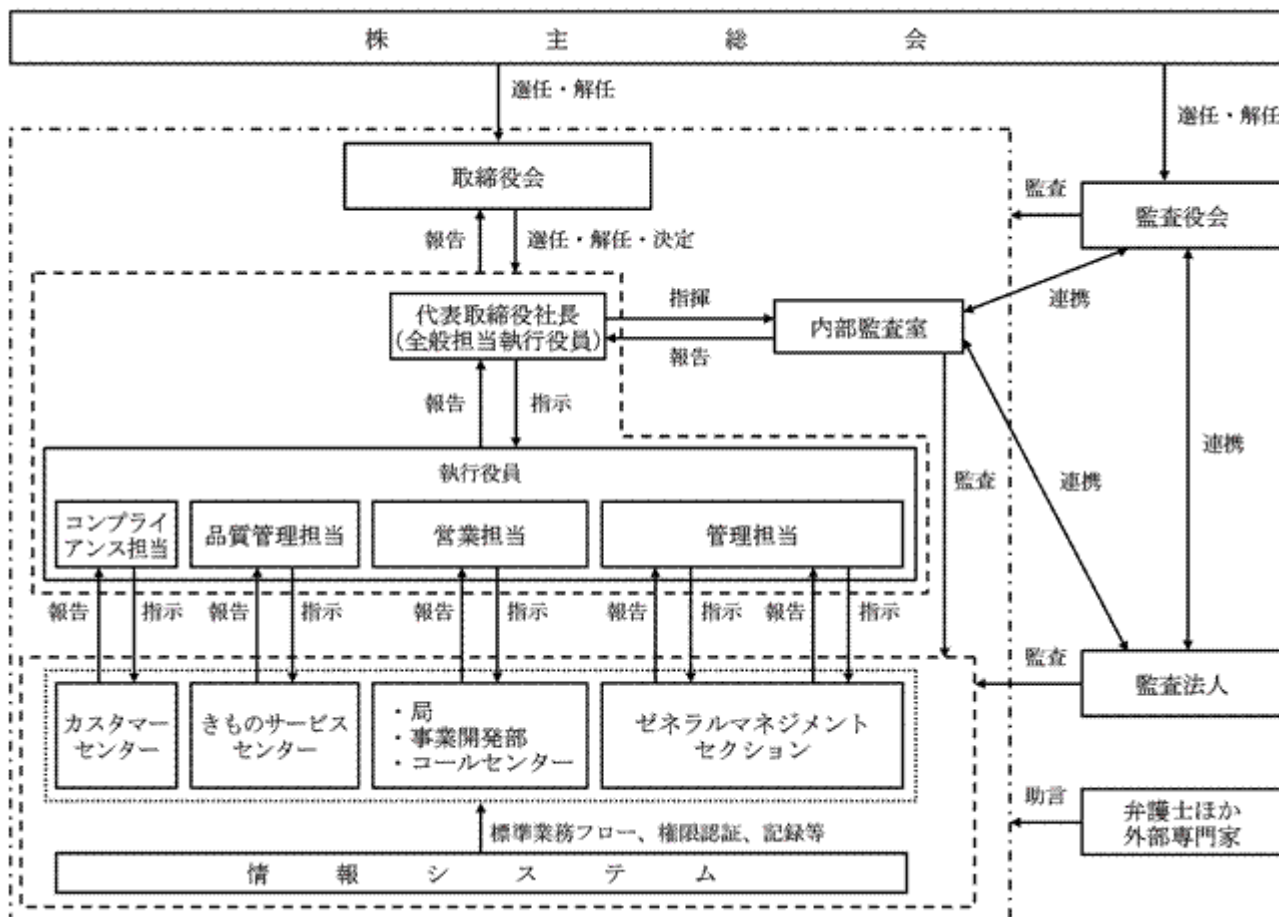 株主総会
選任・解任
選任・解任
取締役会
監査
監査役会
報告
選任・解任・決定
代表取締役社長
(全般担当執行役員)
指揮
報告
内部監査室
連携
報告
指示
連携
連携
執行役員
監査
コンプライ
アンス担当
品質管理担当
営業担当
管理担当
報告
指示
報告
指示
報告
指示
報告
指示
報告
指示
監査
監査法人
カスタマー
センター
きものサービス
センター
・局
・事業開発部
・コールセンター
ゼネラルマネジメント
セクション
助言
弁護士ほか
外部専門家
標準業務フロー、権限認証、記録等
情報システム